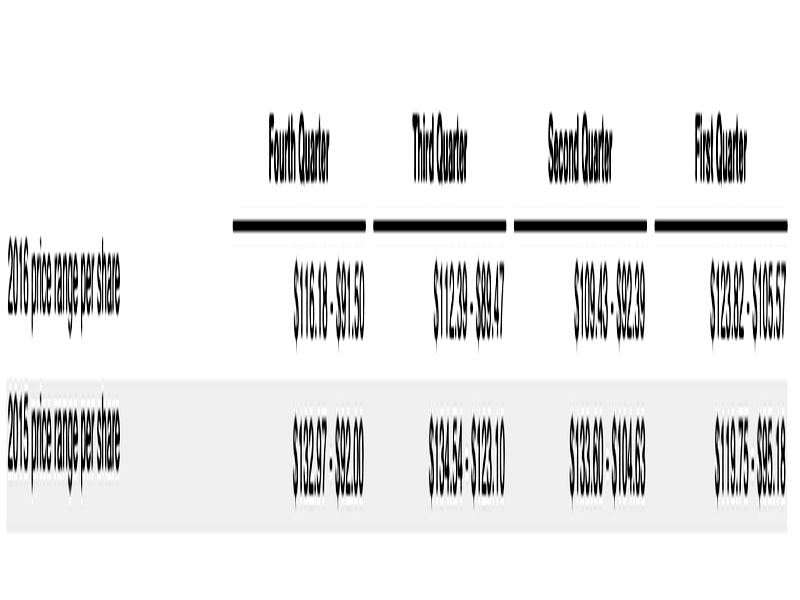 Fourth Quarter Third Quarter Second Quarter First Quarter
2016 price range per share $116.18 - $91.50 $112.39 - $89.47 $109.43 - $92.39 $123.82 - $105.57
2015 price range per share $132.97 - $92.00 $134.54 - $123.10 $133.60 - $104.63 $119.75 - $95.18